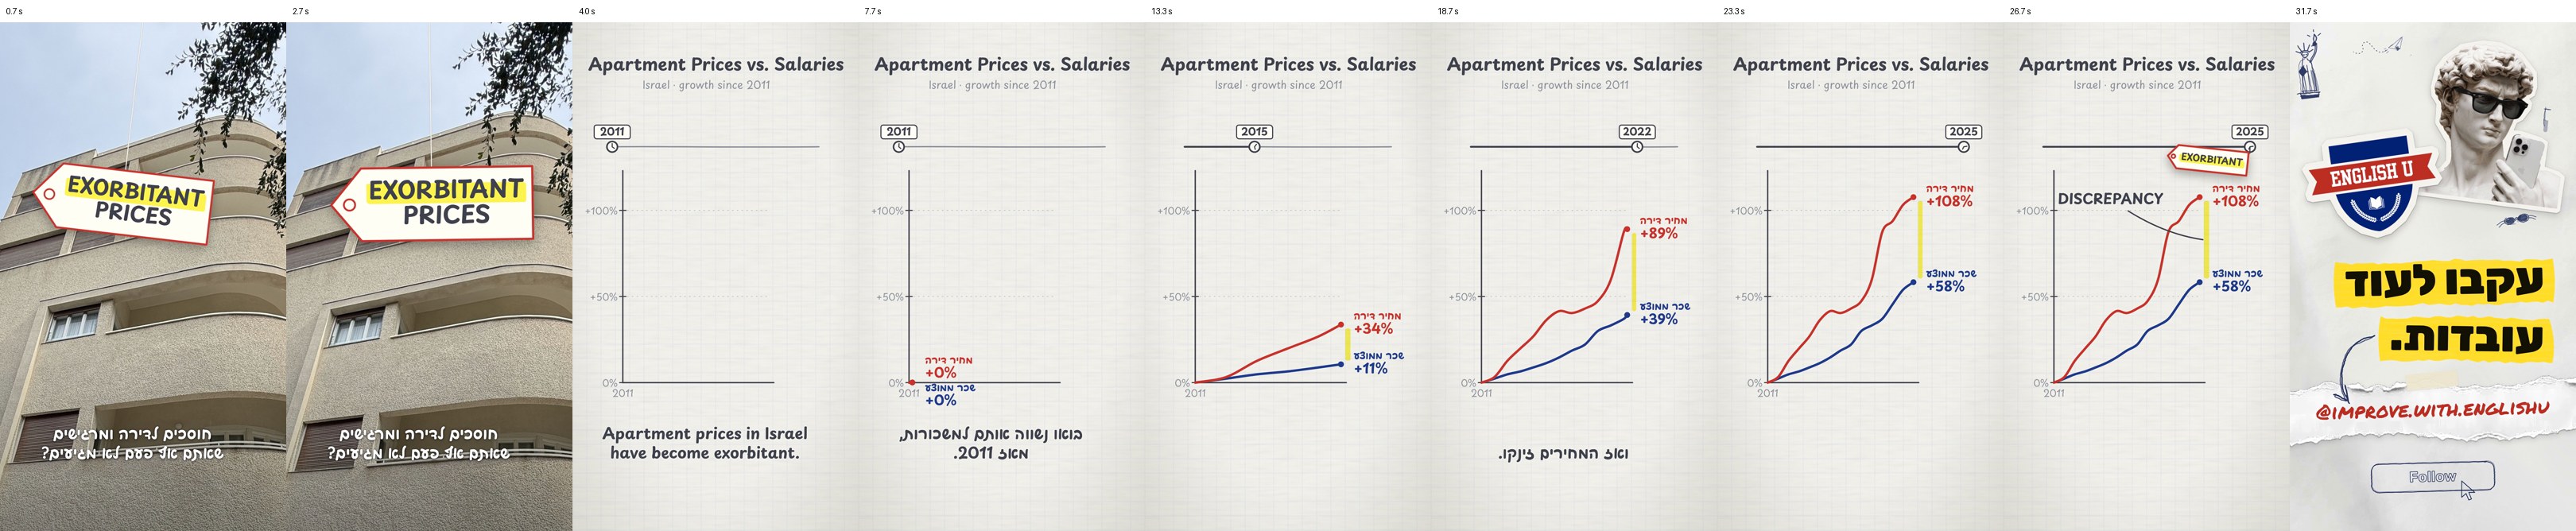 0.7 s
2.7 s
4.0 s
7.7 s
13.3 s
18.7 s
23.3 s
26.7 s
31.7 s
EXORBITANT
PRICES
חוסכים לדירה ומרגישים
שאתם אף פעם לא מגיעים?
EXORBITANT
PRICES
חוסכים לדירה ומרגישים
שאתם אף פעם לא מגיעים?
Apartment Prices vs. Salaries
Israel · growth since 2011
2011
+100%
+50%
0%
2011
Apartment prices in Israel
have become exorbitant.
Apartment Prices vs. Salaries
Israel · growth since 2011
2011
+100%
+50%
מחיר דירה
+0%
0%
שכר ממוצע
+0%
2011
בואו נשווה אותם למשכורות,
מאז 2011.
Apartment Prices vs. Salaries
Israel · growth since 2011
2015
+100%
+50%
מחיר דירה
+34%
שכר ממוצע
+11%
0%
2011
Apartment Prices vs. Salaries
Israel · growth since 2011
2022
+100%
מחיר דירה
+89%
+50%
שכר ממוצע
+39%
0%
2011
ואז המחירים זינקו.
Apartment Prices vs. Salaries
Israel · growth since 2011
2025
מחיר דירה
+108%
+100%
שכר ממוצע
+58%
+50%
0%
2011
Apartment Prices vs. Salaries
Israel · growth since 2011
2025
EXORBITANT
DISCREPANCY
מחיר דירה
+108%
+100%
שכר ממוצע
+58%
+50%
0%
2011
ENGLISH U
עקבו לעוד
עובדות.
@IMPROVE.WITH.ENGLISHU
Follow